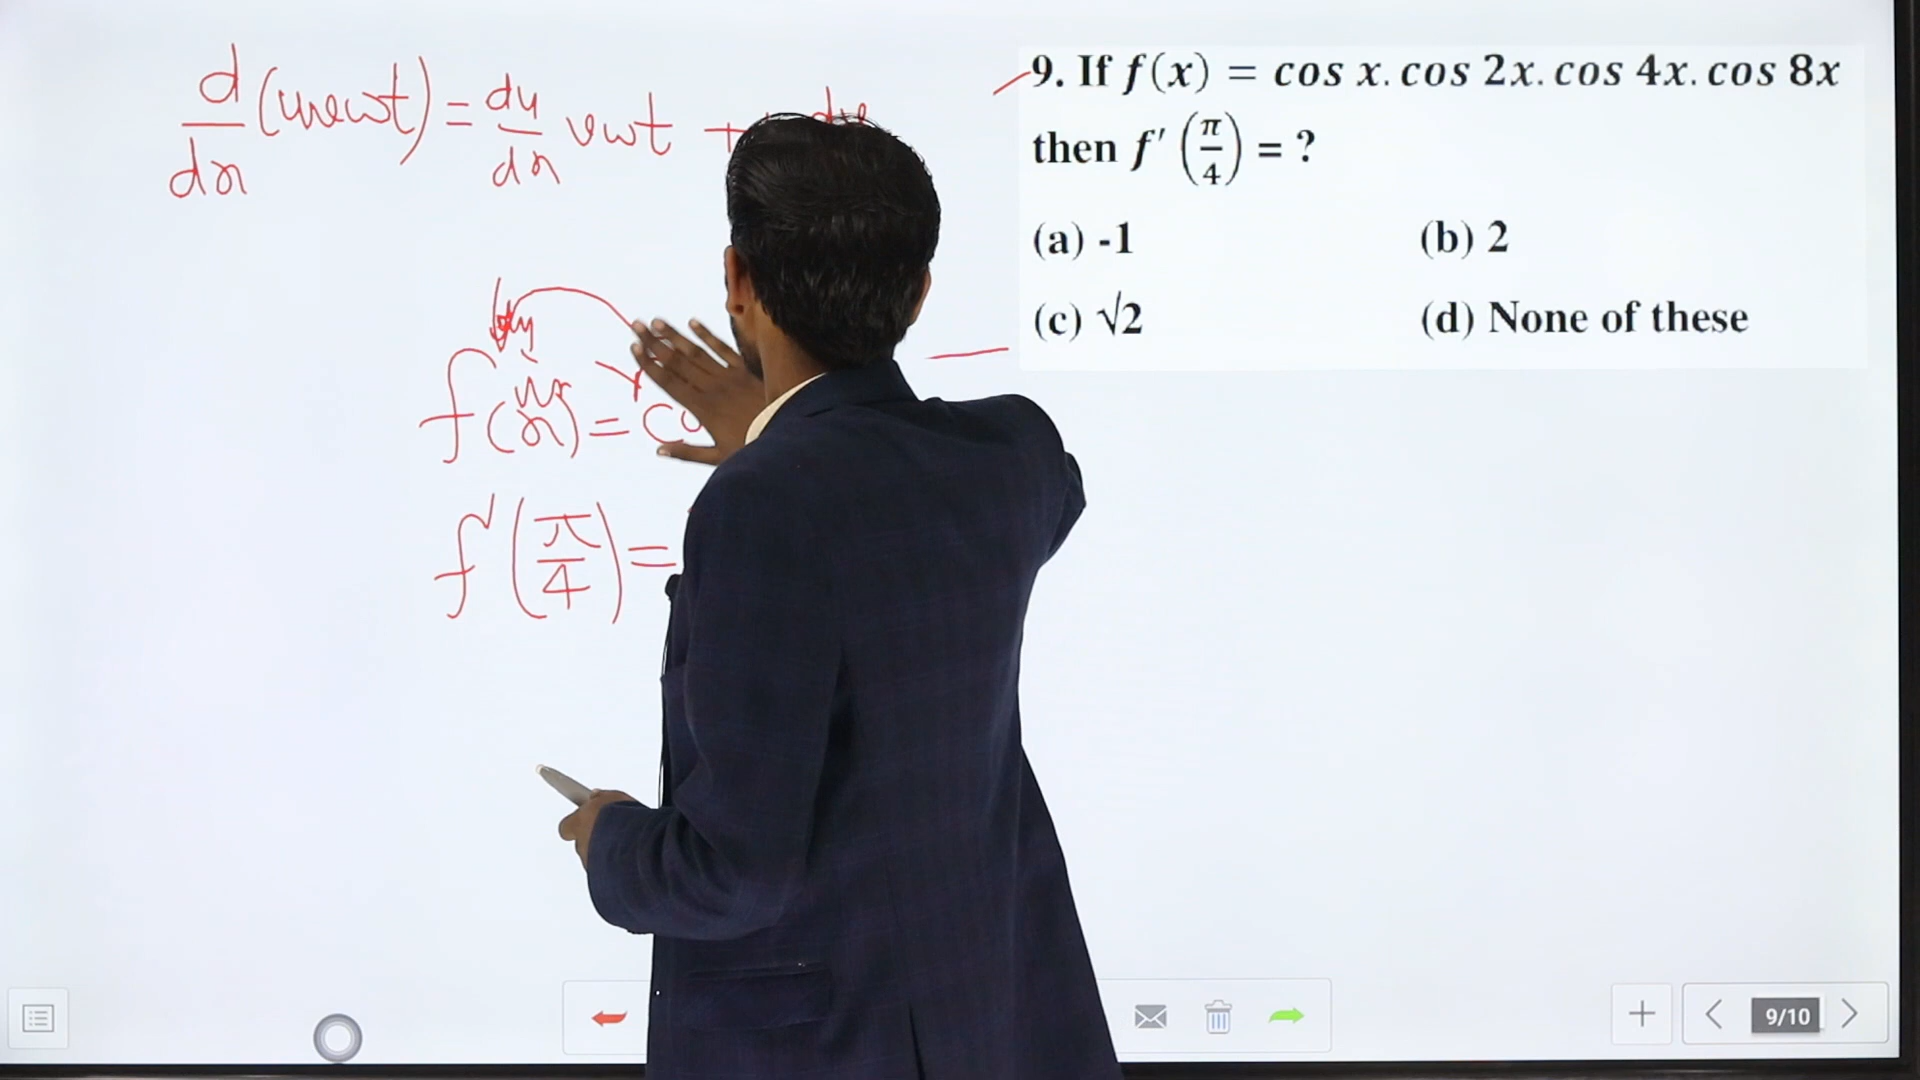 d/dx (uvwt) = du/dx vwt +
f(x) =
f'(π/4) =
9. If f(x) = cos x. cos 2x. cos 4x. cos 8x
then f′ (π/4) = ?
(a) -1 (b) 2
(c) √2 (d) None of these
9/10